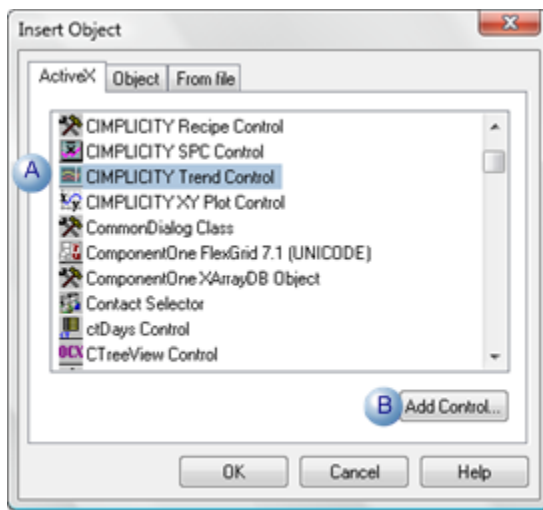 Insert Object
ActiveX Object From file
CIMPLICITY Recipe Control
CIMPLICITY SPC Control
A CIMPLICITY Trend Control
CIMPLICITY XY Plot Control
CommonDialog Class
ComponentOne FlexGrid 7.1 (UNICODE)
ComponentOne XArrayDB Object
Contact Selector
ctDays Control
OCX CTreeView Control
B Add Control...
OK Cancel Help